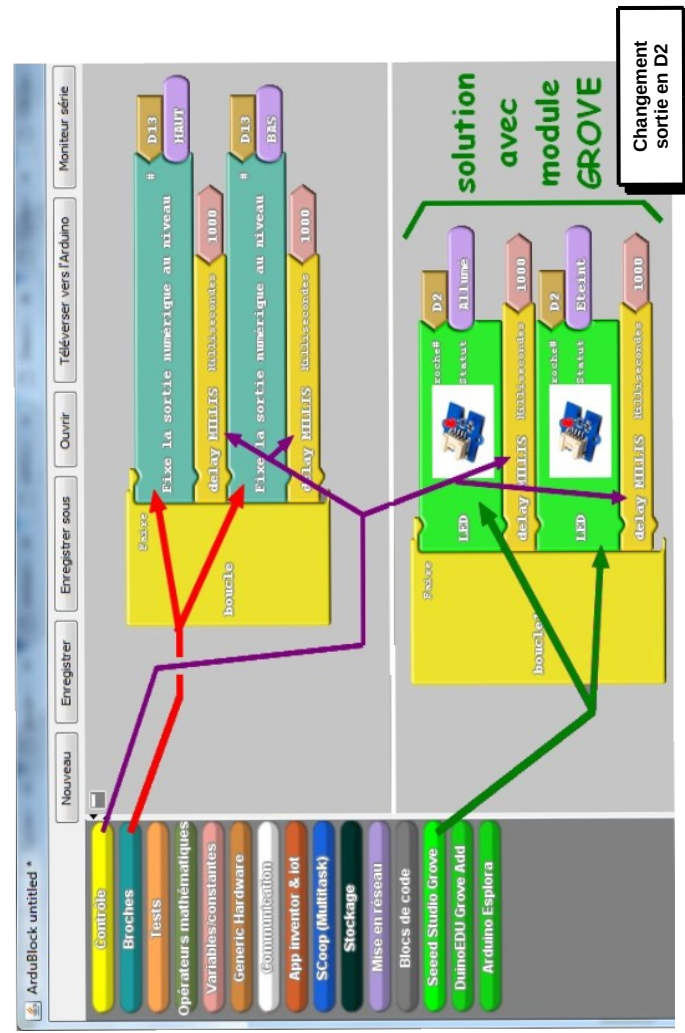 ArduBlock untitled *
Nouveau
Enregistrer
Enregistrer sous
Ouvrir
Téléverser vers l'Arduino
Moniteur série
Contrôle
Broches
Tests
Opérateurs mathématiques
Variables/constantes
Generic Hardware
Communication
App inventor & iot
SCoop (Multitask)
Stockage
Mise en réseau
Blocs de code
Seeed Studio Grove
DuinoEDU Grove Add
Arduino Esplora
boucle
Faire
Fixe la sortie numérique au niveau
#
D13
HAUT
delay MILLIS Millisecondes
1000
Fixe la sortie numérique au niveau
#
D13
BAS
delay MILLIS Millisecondes
1000
boucle
Faire
LED
roche#
Statut
D2
Allumé
delay MILLIS Millisecondes
1000
LED
roche#
Statut
D2
Eteint
delay MILLIS Millisecondes
1000
solution
avec
module
GROVE
Changement
sortie en D2